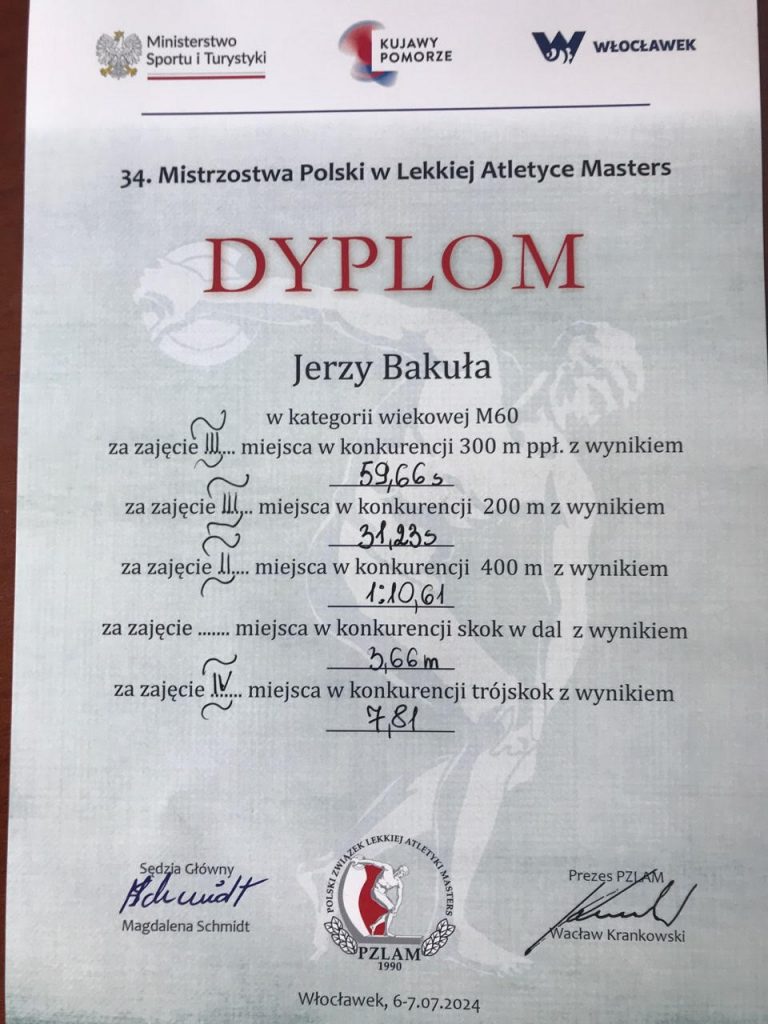 Ministerstwo
Sportu i Turystyki
KUJAWY
POMORZE
WŁOCŁAWEK
34. Mistrzostwa Polski w Lekkiej Atletyce Masters
DYPLOM
Jerzy Bakuła
w kategorii wiekowej M60
za zajęcie III.... miejsca w konkurencji 300 m ppł. z wynikiem
59,66 s
za zajęcie III... miejsca w konkurencji 200 m z wynikiem
31,23s
za zajęcie II.... miejsca w konkurencji 400 m z wynikiem
1:10,61
za zajęcie ....... miejsca w konkurencji skok w dal z wynikiem
3,66 m
za zajęcie IV.... miejsca w konkurencji trójskok z wynikiem
7,81
Sędzia Główny
Schmidt
Magdalena Schmidt
POLSKI ZWIĄZEK LEKKIEJ ATLETYKI MASTERS
PZLAM
1990
Prezes PZLAM
Wacław Krankowski
Włocławek, 6-7.07.2024